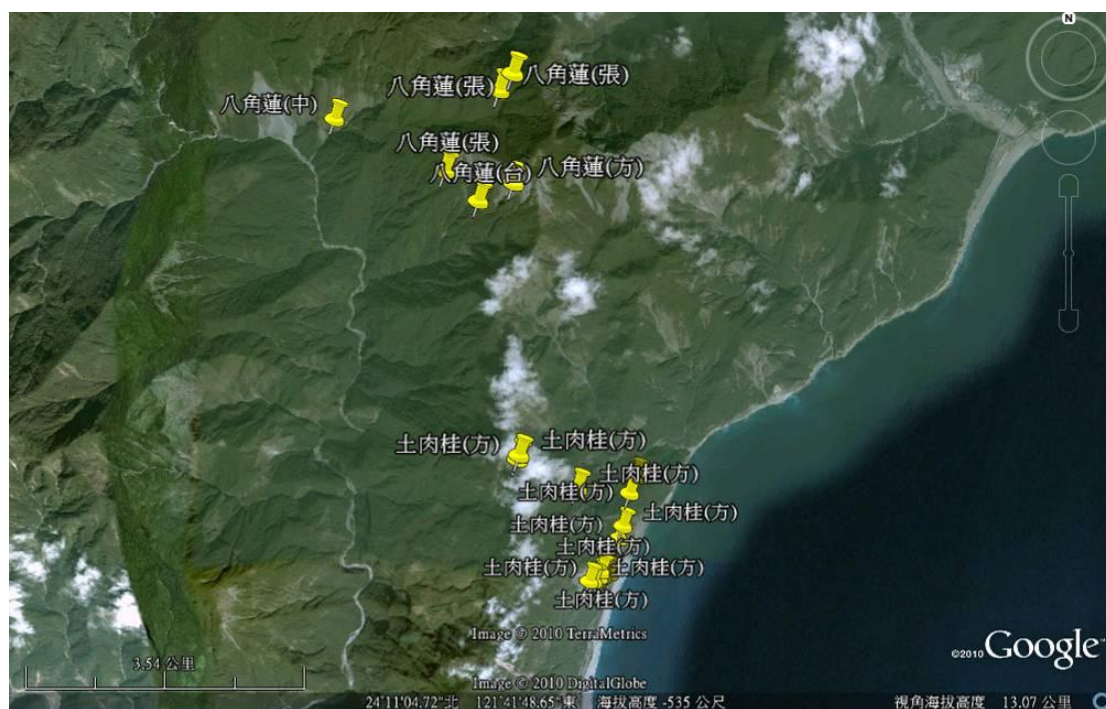 N
八角蓮(張)
八角蓮(張)
八角蓮(中)
八角蓮(張)
八角蓮(方)
八角蓮(台)
土肉桂(方)
土肉桂(方)
土肉桂(方)
土肉桂(方)
土肉桂(方)
土肉桂(方)
土肉桂(方)
土肉桂(方)
土肉桂(方)
土肉桂(方)
Image © 2010 TerraMetrics
©2010 Google™
3.54 公里
Image © 2010 DigitalGlobe
24°11'04.72"北 121°41'48.65"東 海拔高度 -535 公尺 視角海拔高度 13.07 公里